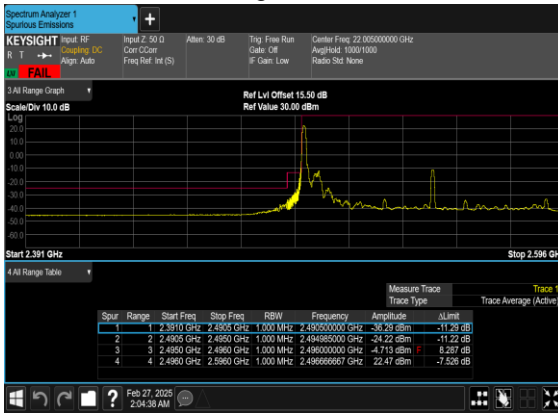 Spectrum Analyzer 1
Spurious Emissions
KEYSIGHT Input: RF Input Z: 50 Ω Atten: 30 dB Trig: Free Run Center Freq: 22.005000000 GHz
R T Coupling: DC Corr CCorr Gate: Off Avg|Hold: 1000/1000
Align: Auto Freq Ref: Int (S) IF Gain: Low Radio Std: None
FAIL
3 All Range Graph Ref Lvl Offset 15.50 dB
Scale/Div 10.0 dB Ref Value 30.00 dBm
Log
20.0
10.0
0.00
-10.0
-20.0
-30.0
-40.0
-50.0
-60.0
Start 2.391 GHz Stop 2.596 GH
4 All Range Table
Measure Trace Trace 1
Trace Type Trace Average (Active)
Spur Range Start Freq Stop Freq RBW Frequency Amplitude ΔLimit
1 1 2.3910 GHz 2.4905 GHz 1.000 MHz 2.490500000 GHz -36.29 dBm -11.29 dB
2 2 2.4905 GHz 2.4950 GHz 1.000 MHz 2.494985000 GHz -24.22 dBm -11.22 dB
3 3 2.4950 GHz 2.4960 GHz 1.000 MHz 2.496000000 GHz -4.713 dBm F 8.287 dB
4 4 2.4960 GHz 2.5960 GHz 1.000 MHz 2.496666667 GHz 22.47 dBm -7.526 dB
? Feb 27, 2025
2:04:38 AM